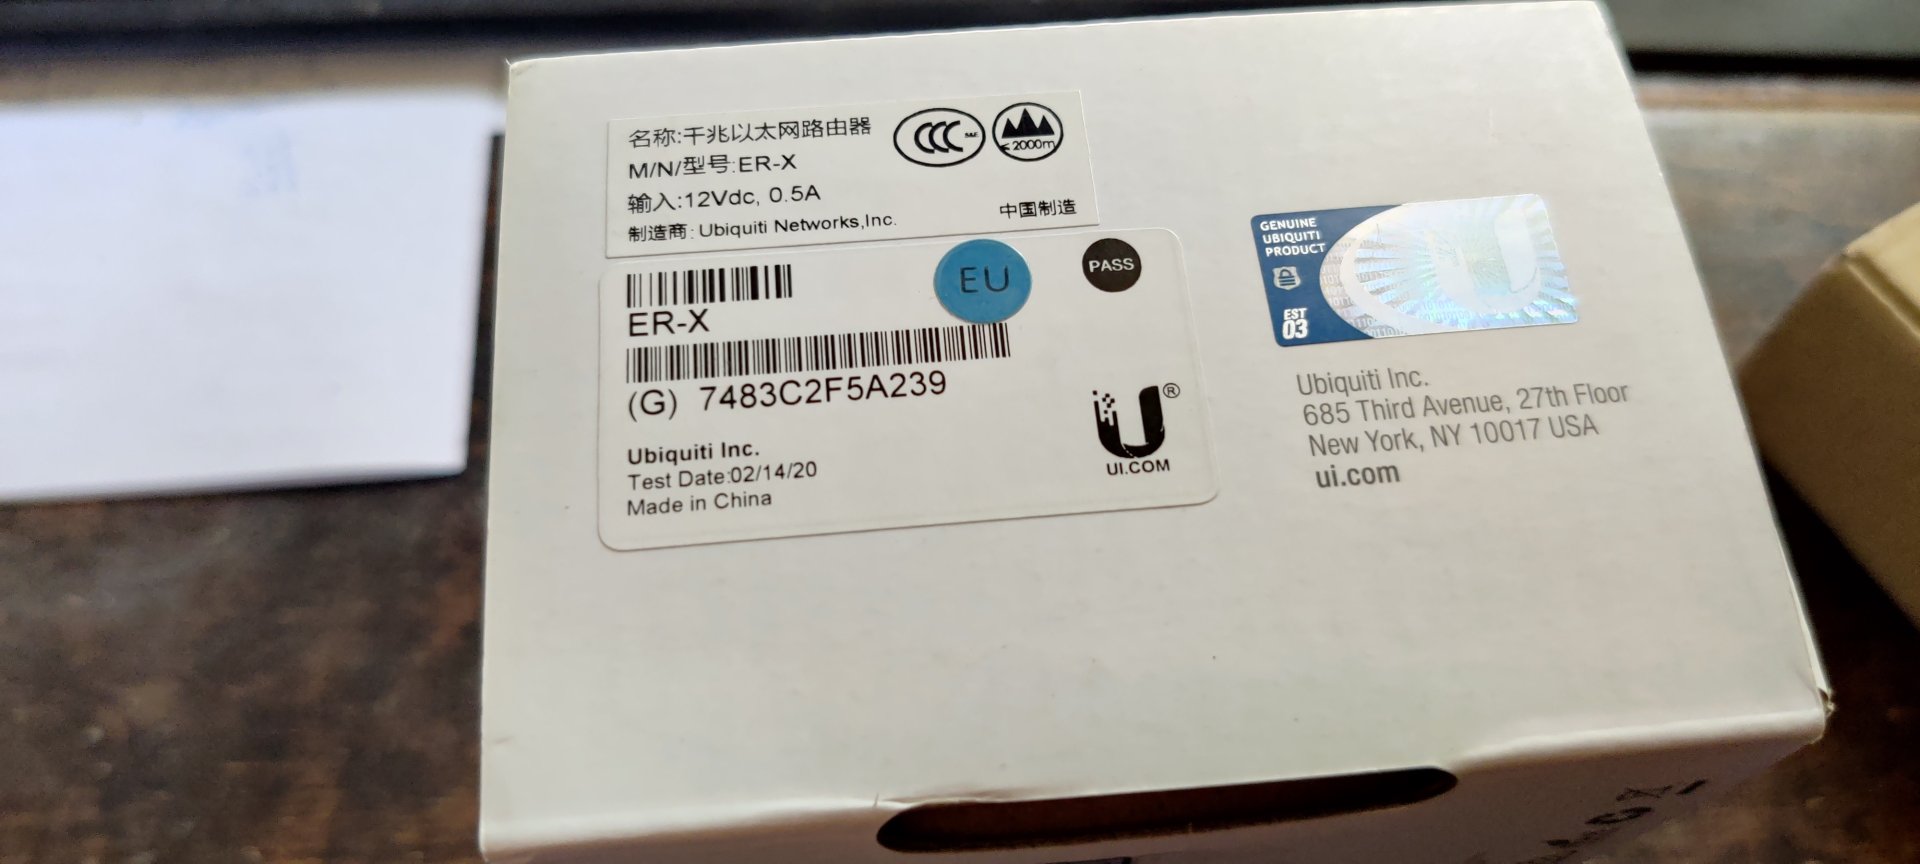 名称:千兆以太网路由器
M/N/型号:ER-X
输入:12Vdc, 0.5A
制造商: Ubiquiti Networks,Inc.
CCC S&E
≤2000m
中国制造
EU
PASS
ER-X
(G) 7483C2F5A239
Ubiquiti Inc.
Test Date:02/14/20
Made in China
U®
UI.COM
GENUINE
UBIQUITI
PRODUCT
EST
03
Ubiquiti Inc.
685 Third Avenue, 27th Floor
New York, NY 10017 USA
ui.com